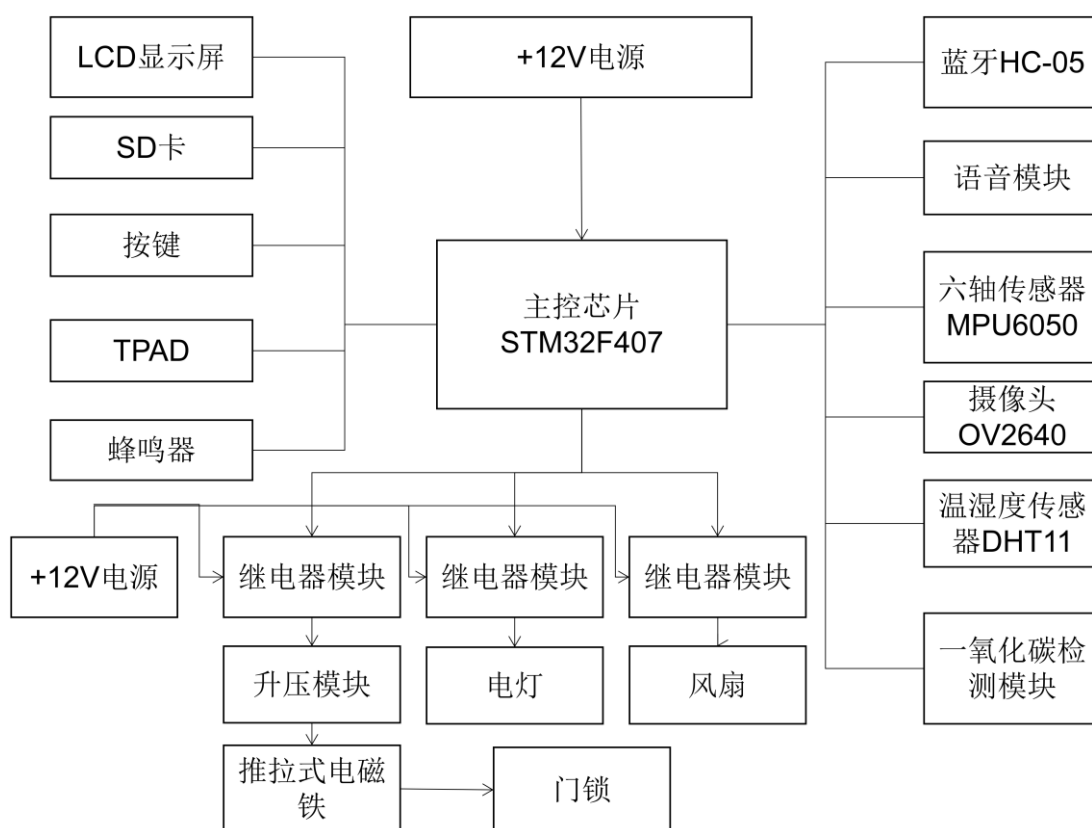 LCD显示屏
+12V电源
蓝牙HC-05
SD卡
语音模块
按键
主控芯片
STM32F407
六轴传感器
MPU6050
TPAD
摄像头
OV2640
蜂鸣器
温湿度传感
器DHT11
+12V电源
继电器模块
继电器模块
继电器模块
一氧化碳检
测模块
升压模块
电灯
风扇
推拉式电磁
铁
门锁